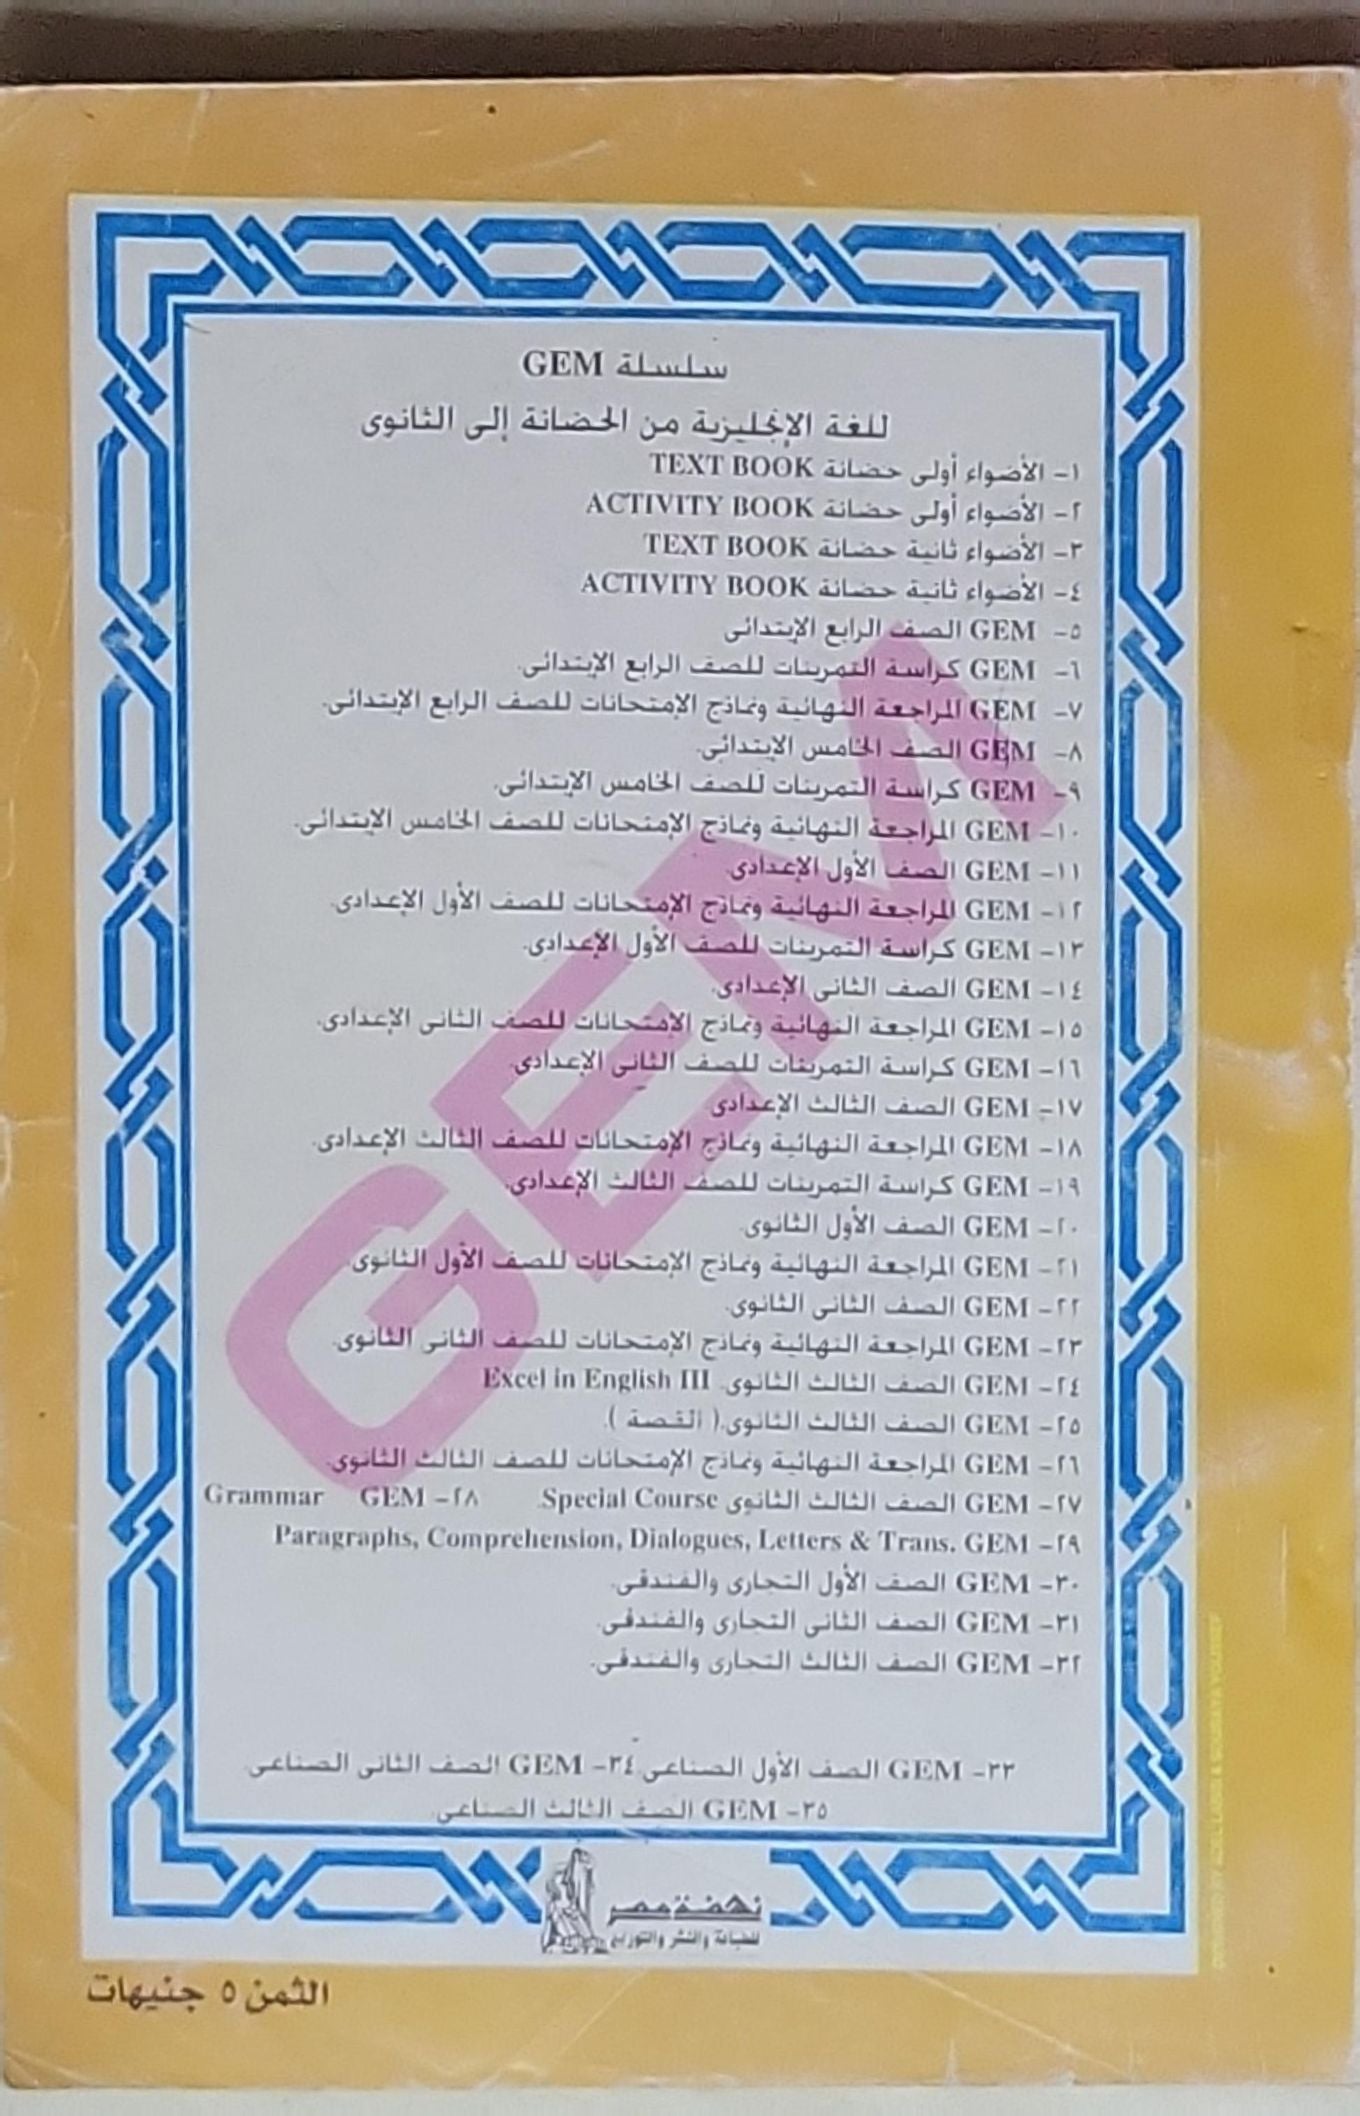 سلسلة GEM
للغة الإنجليزية من الحضانة إلى الثانوى
١- الأضواء أولى حضانة TEXT BOOK
٢- الأضواء أولى حضانة ACTIVITY BOOK
٣- الأضواء ثانية حضانة TEXT BOOK
٤- الأضواء ثانية حضانة ACTIVITY BOOK
٥- GEM الصف الرابع الإبتدائى
٦- GEM كراسة التمرينات للصف الرابع الإبتدائى.
٧- GEM المراجعة النهائية ونماذج الإمتحانات للصف الرابع الإبتدائى.
٨- GEM الصف الخامس الإبتدائى.
٩- GEM كراسة التمرينات للصف الخامس الإبتدائى.
١٠- GEM المراجعة النهائية ونماذج الإمتحانات للصف الخامس الإبتدائى.
١١- GEM الصف الأول الإعدادى.
١٢- GEM المراجعة النهائية ونماذج الإمتحانات للصف الأول الإعدادى.
١٣- GEM كراسة التمرينات للصف الأول الإعدادى.
١٤- GEM الصف الثانى الإعدادى.
١٥- GEM المراجعة النهائية ونماذج الإمتحانات للصف الثانى الإعدادى.
١٦- GEM كراسة التمرينات للصف الثانى الإعدادى.
١٧- GEM الصف الثالث الإعدادى.
١٨- GEM المراجعة النهائية ونماذج الإمتحانات للصف الثالث الإعدادى.
١٩- GEM كراسة التمرينات للصف الثالث الإعدادى.
٢٠- GEM الصف الأول الثانوى.
٢١- GEM المراجعة النهائية ونماذج الإمتحانات للصف الأول الثانوى.
٢٢- GEM الصف الثانى الثانوى.
٢٣- GEM المراجعة النهائية ونماذج الإمتحانات للصف الثانى الثانوى.
٢٤- GEM الصف الثالث الثانوى. Excel in English III
٢٥- GEM الصف الثالث الثانوى. ( القصة ).
٢٦- GEM المراجعة النهائية ونماذج الإمتحانات للصف الثالث الثانوى.
٢٧- GEM الصف الثالث الثانوى Special Course ٢٨- GEM Grammar
٢٩- GEM Paragraphs, Comprehension, Dialogues, Letters & Trans.
٣٠- GEM الصف الأول التجارى والفندقى.
٣١- GEM الصف الثانى التجارى والفندقى.
٣٢- GEM الصف الثالث التجارى والفندقى.
٣٣- GEM الصف الأول الصناعى. ٣٤- GEM الصف الثانى الصناعى.
٣٥- GEM الصف الثالث الصناعى.
GEM
نهضة مصر
للطباعة والنشر والتوزيع
الثمن ٥ جنيهات